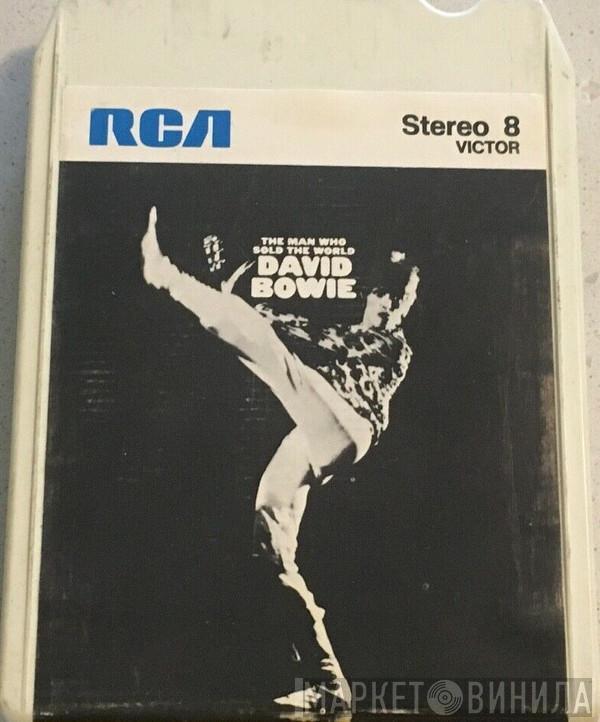 RCA
Stereo 8
VICTOR
THE MAN WHO
SOLD THE WORLD
DAVID
BOWIE
МАРКЕТ ВИНИЛА